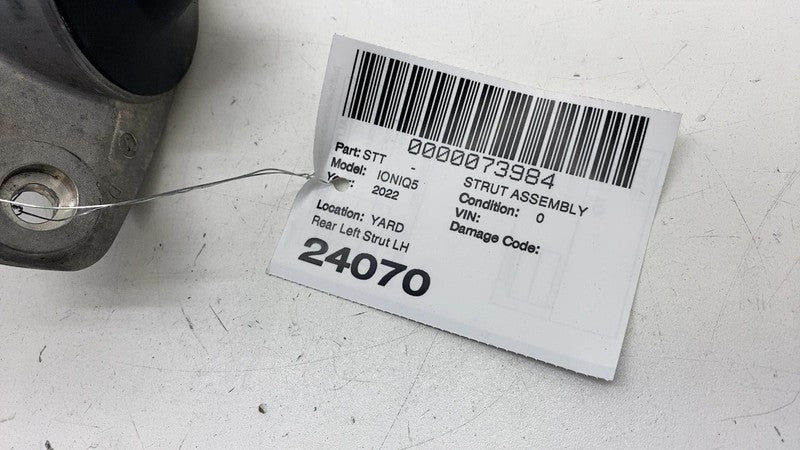 0000073984
Part: STT - STRUT ASSEMBLY
Model: IONIQ5 Condition: 0
2022 VIN:
Damage Code:
Location: YARD
Rear Left Strut LH
24070